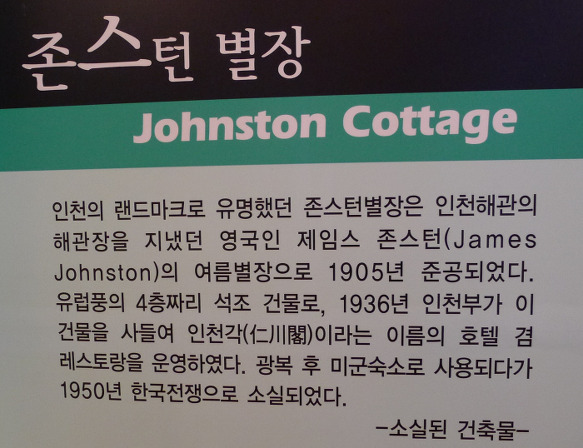 존스턴 별장
Johnston Cottage
인천의 랜드마크로 유명했던 존스턴별장은 인천해관의
해관장을 지냈던 영국인 제임스 존스턴(James
Johnston)의 여름별장으로 1905년 준공되었다.
유럽풍의 4층짜리 석조 건물로, 1936년 인천부가 이
건물을 사들여 인천각(仁川閣)이라는 이름의 호텔 겸
레스토랑을 운영하였다. 광복 후 미군숙소로 사용되다가
1950년 한국전쟁으로 소실되었다.
-소실된 건축물-